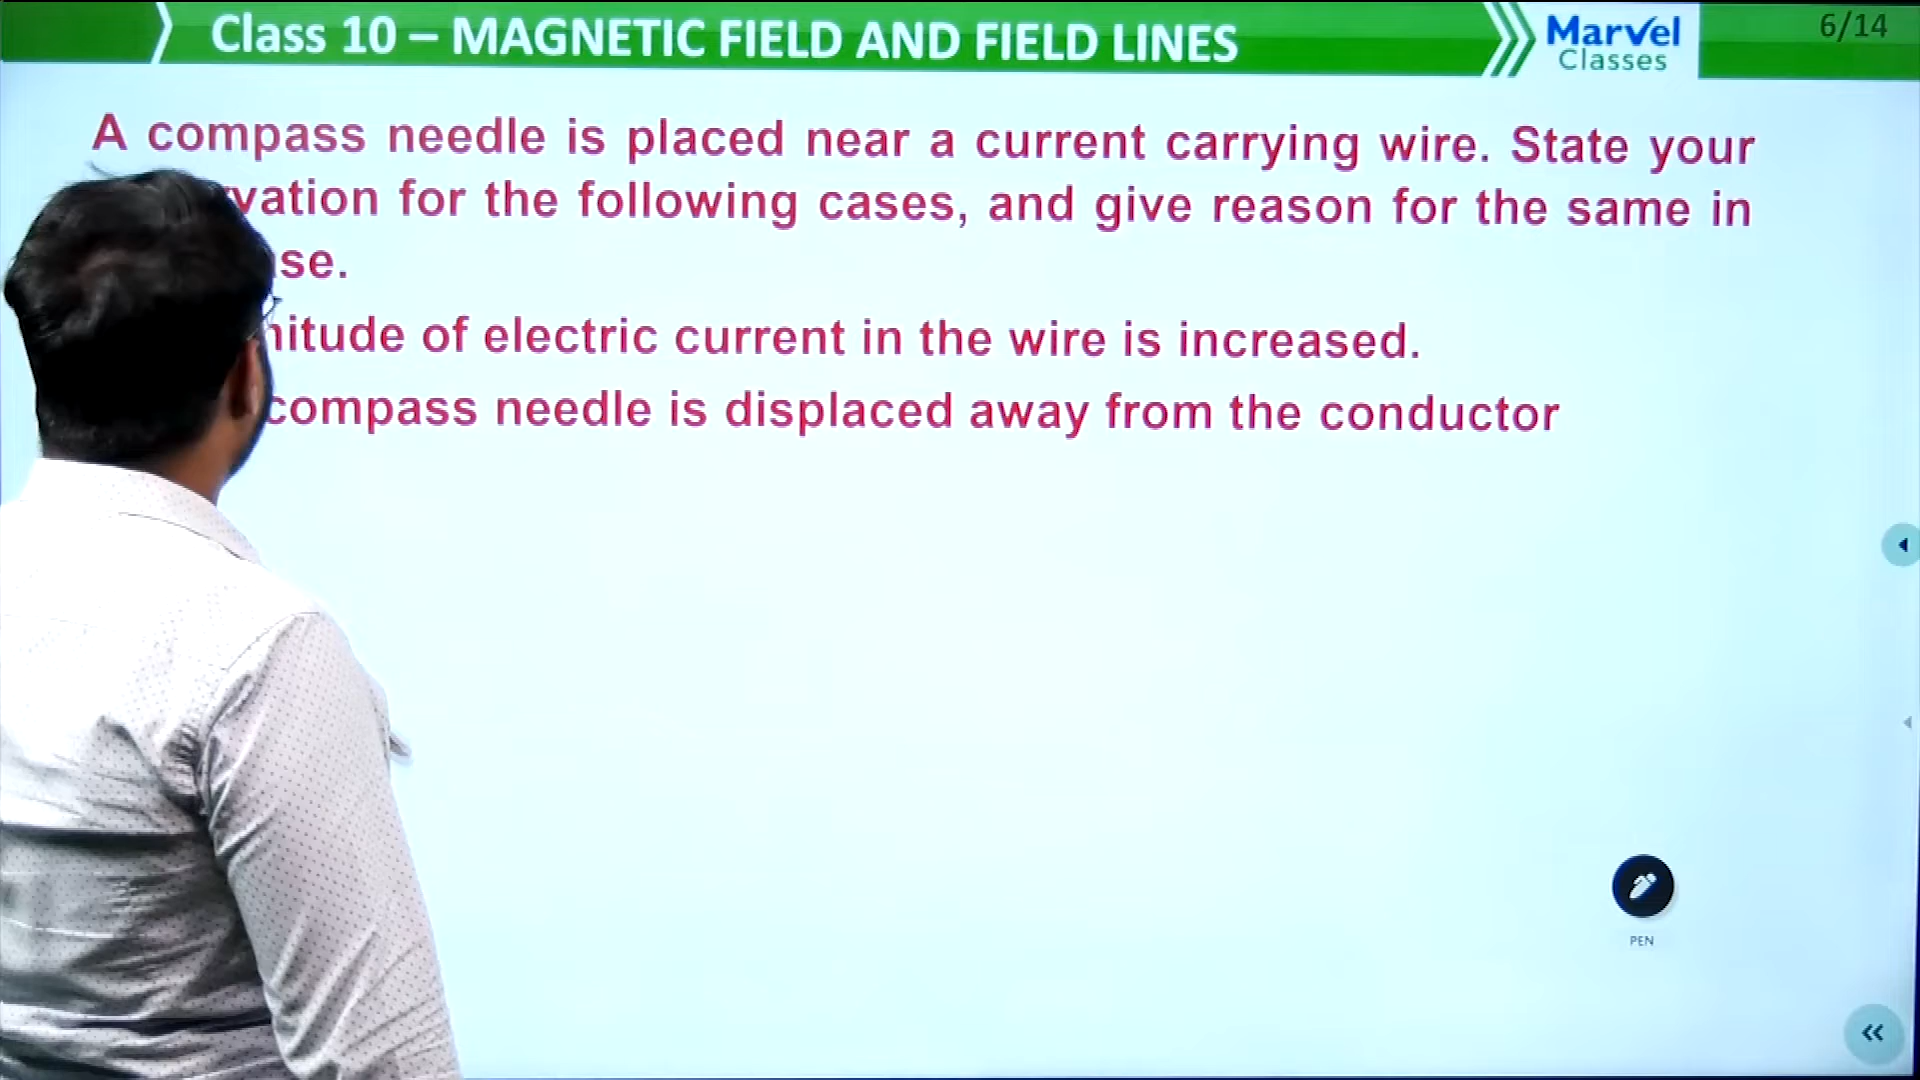 Class 10 – MAGNETIC FIELD AND FIELD LINES
Marvel
Classes
6/14
A compass needle is placed near a current carrying wire. State your
vation for the following cases, and give reason for the same in
se.
nitude of electric current in the wire is increased.
compass needle is displaced away from the conductor
PEN